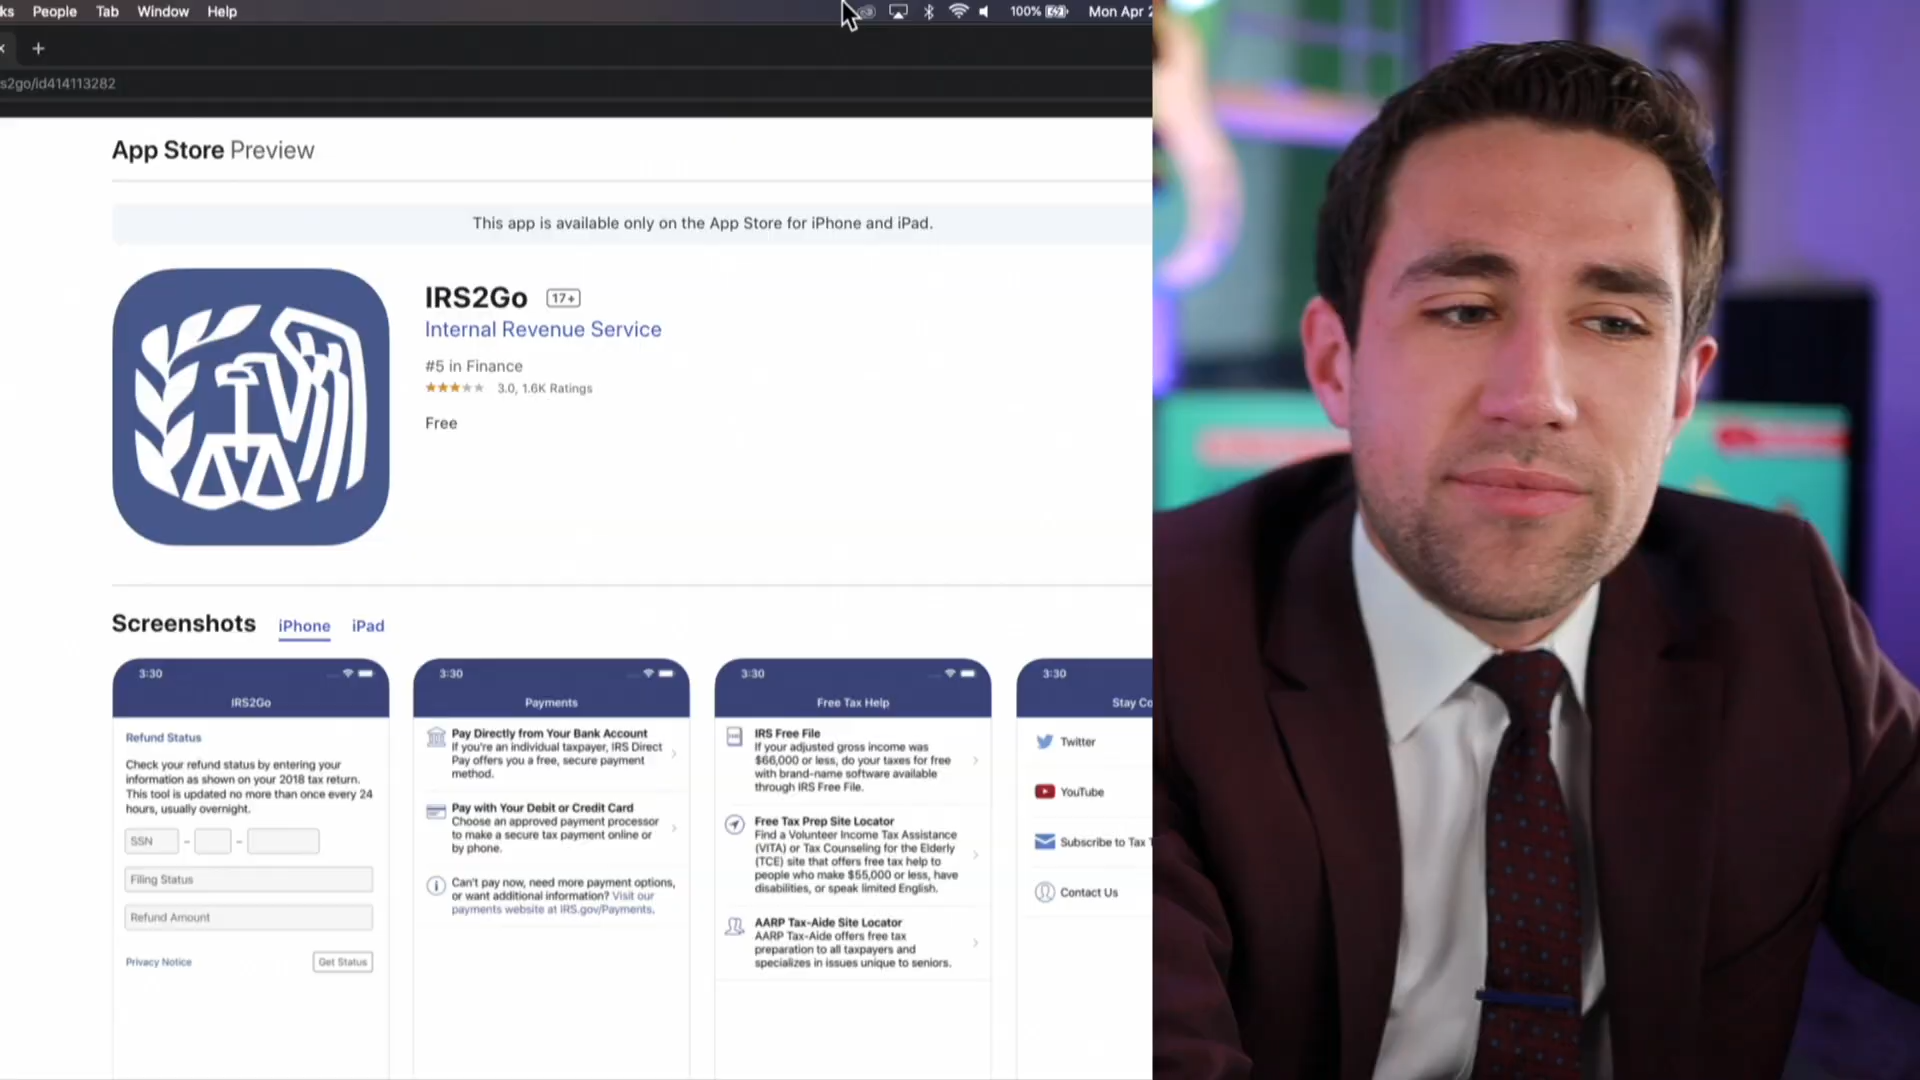 ks People Tab Window Help 100% Mon Apr 2
s2go/id414113282
App Store Preview
This app is available only on the App Store for iPhone and iPad.
IRS2Go 17+
Internal Revenue Service
#5 in Finance
3.0, 1.6K Ratings
Free
Screenshots iPhone iPad
3:30
IRS2Go
Refund Status
Check your refund status by entering your
information as shown on your 2018 tax return.
This tool is updated no more than once every 24
hours, usually overnight.
SSN - -
Filing Status
Refund Amount
Privacy Notice Get Status
3:30
Payments
Pay Directly from Your Bank Account
If you're an individual taxpayer, IRS Direct
Pay offers you a free, secure payment
method.
Pay with Your Debit or Credit Card
Choose an approved payment processor
to make a secure tax payment online or
by phone.
Can't pay now, need more payment options,
or want additional information? Visit our
payments website at IRS.gov/Payments.
3:30
Free Tax Help
IRS Free File
If your adjusted gross income was
$66,000 or less, do your taxes for free
with brand-name software available
through IRS Free File.
Free Tax Prep Site Locator
Find a Volunteer Income Tax Assistance
(VITA) or Tax Counseling for the Elderly
(TCE) site that offers free tax help to
people who make $55,000 or less, have
disabilities, or speak limited English.
AARP Tax-Aide Site Locator
AARP Tax-Aide offers free tax
preparation to all taxpayers and
specializes in issues unique to seniors.
3:30
Stay Co
Twitter
YouTube
Subscribe to Tax T
Contact Us